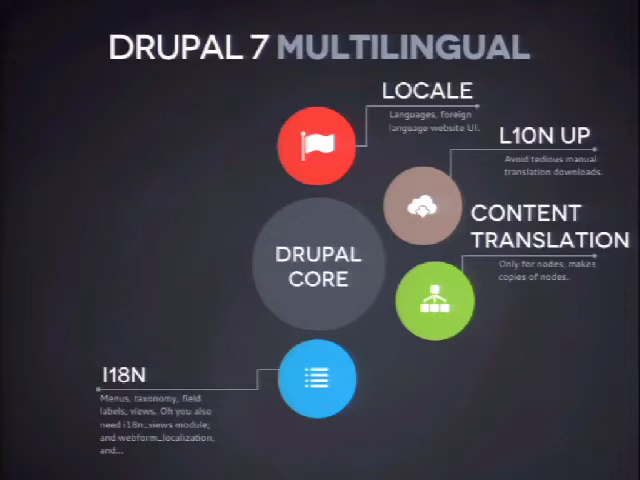 DRUPAL 7 MULTILINGUAL
LOCALE
Languages, foreign
language website UI.
L10N UP
Avoid tedious manual
translation downloads.
CONTENT
TRANSLATION
Only for nodes, makes
copies of nodes.
DRUPAL
CORE
I18N
Menus, taxonomy, field
labels, views. Oh you also
need i18n_views module;
and webform_localization,
and...